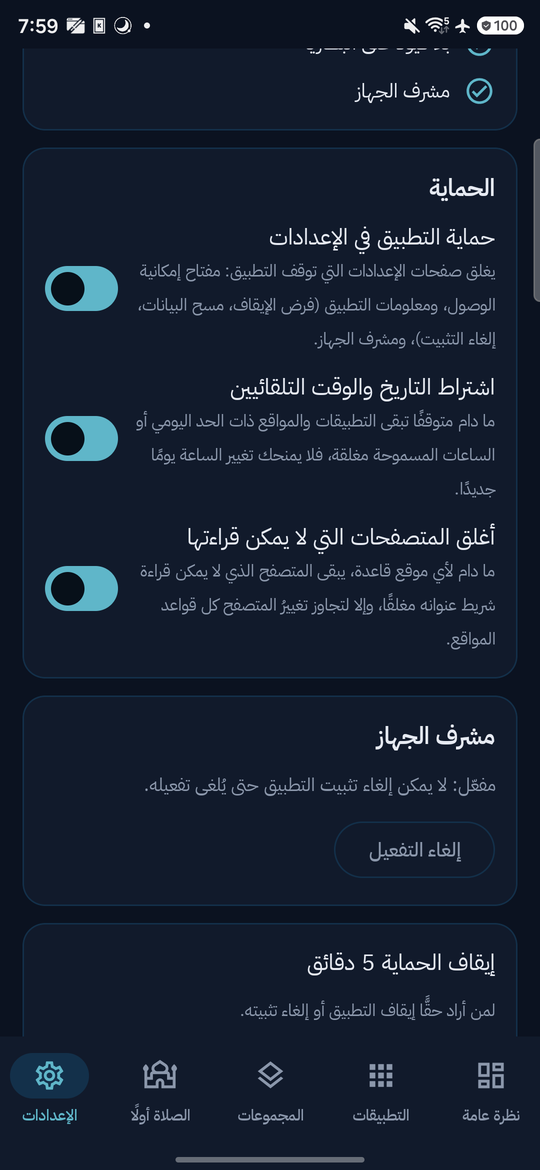 7:59
5
100
مشرف الجهاز
الحماية
حماية التطبيق في الإعدادات
يغلق صفحات الإعدادات التي توقف التطبيق: مفتاح إمكانية
الوصول، ومعلومات التطبيق (فرض الإيقاف، مسح البيانات،
إلغاء التثبيت)، ومشرف الجهاز.
اشتراط التاريخ والوقت التلقائيين
ما دام متوقفًا تبقى التطبيقات والمواقع ذات الحد اليومي أو
الساعات المسموحة مغلقة، فلا يمنحك تغيير الساعة يومًا
جديدًا.
أغلق المتصفحات التي لا يمكن قراءتها
ما دام لأي موقع قاعدة، يبقى المتصفح الذي لا يمكن قراءة
شريط عنوانه مغلقًا، وإلا لتجاوز تغييرُ المتصفح كل قواعد
المواقع.
مشرف الجهاز
مفعّل: لا يمكن إلغاء تثبيت التطبيق حتى يُلغى تفعيله.
إلغاء التفعيل
إيقاف الحماية 5 دقائق
لمن أراد حقًّا إيقاف التطبيق أو إلغاء تثبيته.
نظرة عامة
التطبيقات
المجموعات
الصلاة أولًا
الإعدادات